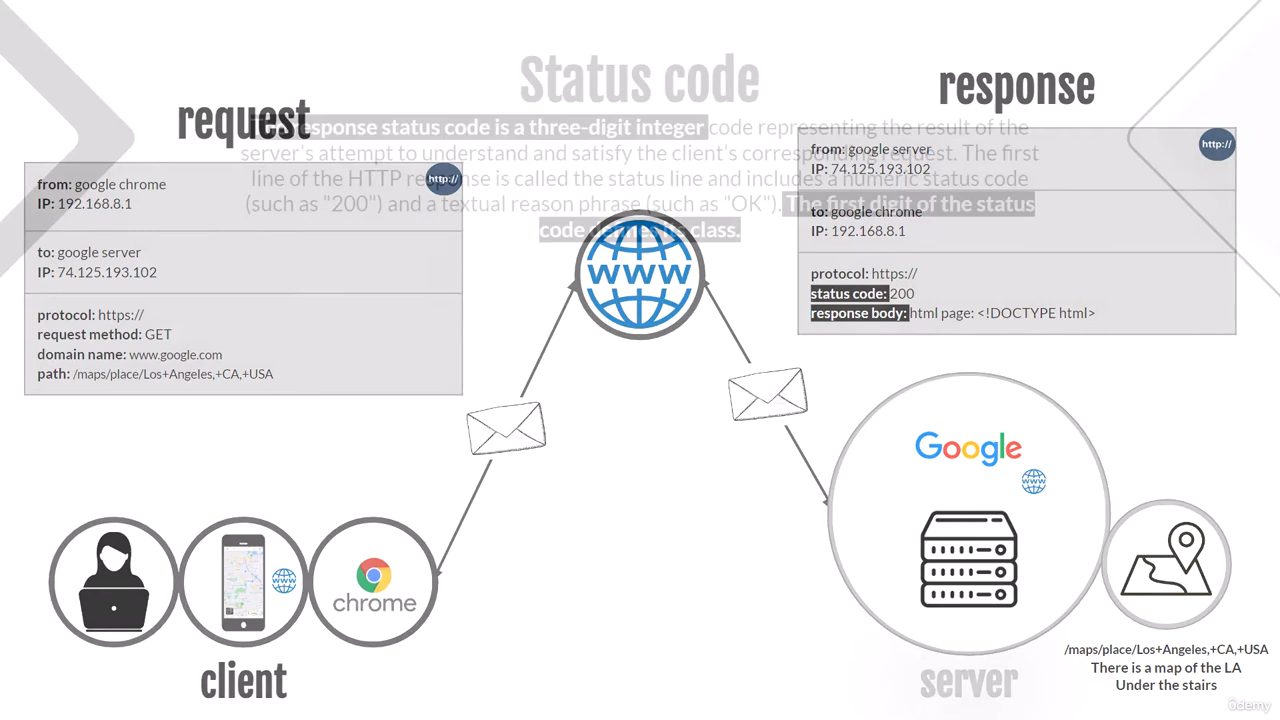 Status code
response
request
response status code is a three-digit integer code representing the result of the
server's attempt to understand and satisfy the client's corresponding request. The first
line of the HTTP response is called the status line and includes a numeric status code
(such as "200") and a textual reason phrase (such as "OK"). The first digit of the status
code defines its class.
http://
from: google chrome
IP: 192.168.8.1
to: google server
IP: 74.125.193.102
protocol: https://
request method: GET
domain name: www.google.com
path: /maps/place/Los+Angeles,+CA,+USA
http://
from: google server
IP: 74.125.193.102
to: google chrome
IP: 192.168.8.1
protocol: https://
status code: 200
response body: html page: <!DOCTYPE html>
WWW
Google
WWW
WWW
chrome
client
server
/maps/place/Los+Angeles,+CA,+USA
There is a map of the LA
Under the stairs
ûdemy